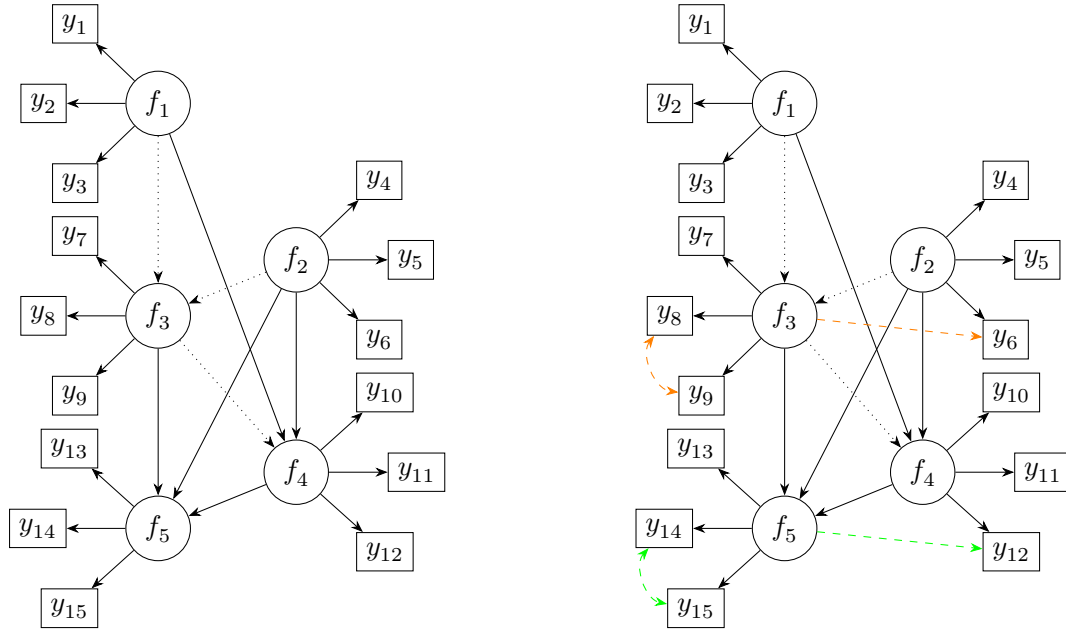 y₁
y₂
f₁
y₃
y₄
y₇
f₂
y₅
y₈
f₃
y₆
y₉
y₁₀
y₁₃
f₄
y₁₁
y₁₄
f₅
y₁₂
y₁₅
y₁
y₂
f₁
y₃
y₄
y₇
f₂
y₅
y₈
f₃
y₆
y₉
y₁₀
y₁₃
f₄
y₁₁
y₁₄
f₅
y₁₂
y₁₅